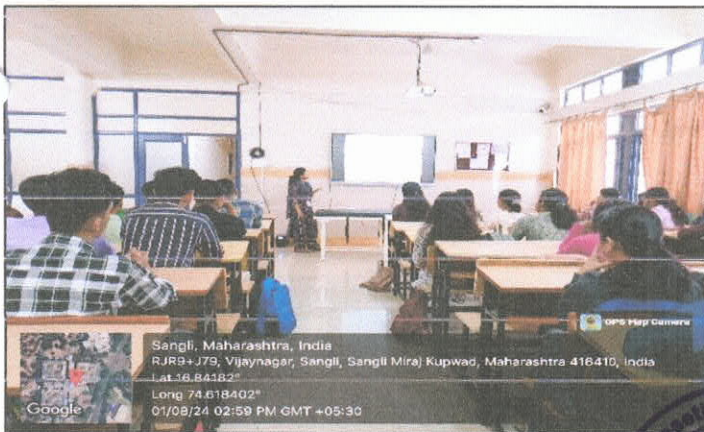 GPS Map Camera
Sangli, Maharashtra, India
RJR9+J79, Vijaynagar, Sangli, Sangli Miraj Kupwad, Maharashtra 416410, India
Lat 16.84182°
Long 74.618402°
01/08/24 02:59 PM GMT +05:30
Google